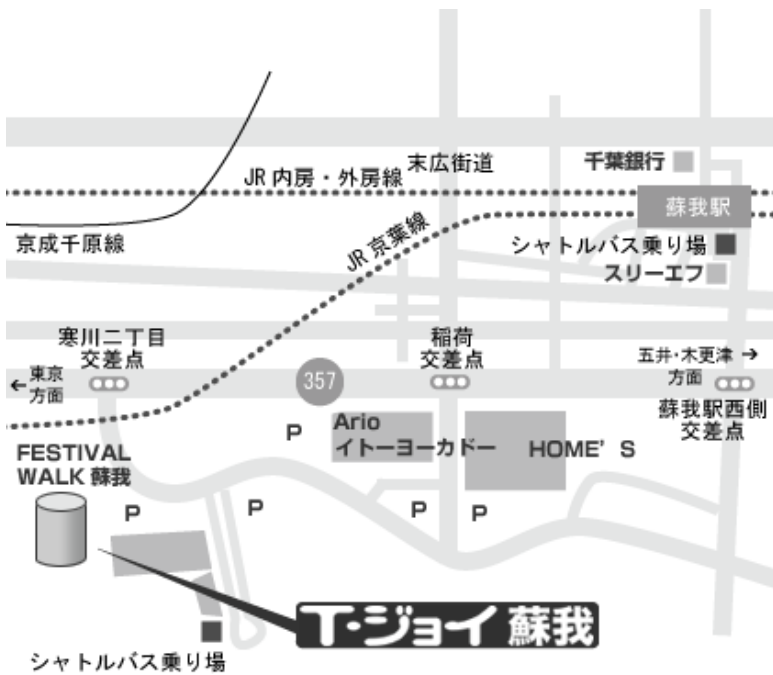 末広街道
千葉銀行
JR内房・外房線
蘇我駅
京成千原線
JR京葉線
シャトルバス乗り場
スリーエフ
寒川二丁目
交差点
稲荷
交差点
五井・木更津→
方面
←東京
方面
357
蘇我駅西側
交差点
P
Ario
イトーヨーカドー
HOME'S
FESTIVAL
WALK 蘇我
P
P
P
P
T・ジョイ蘇我
シャトルバス乗り場